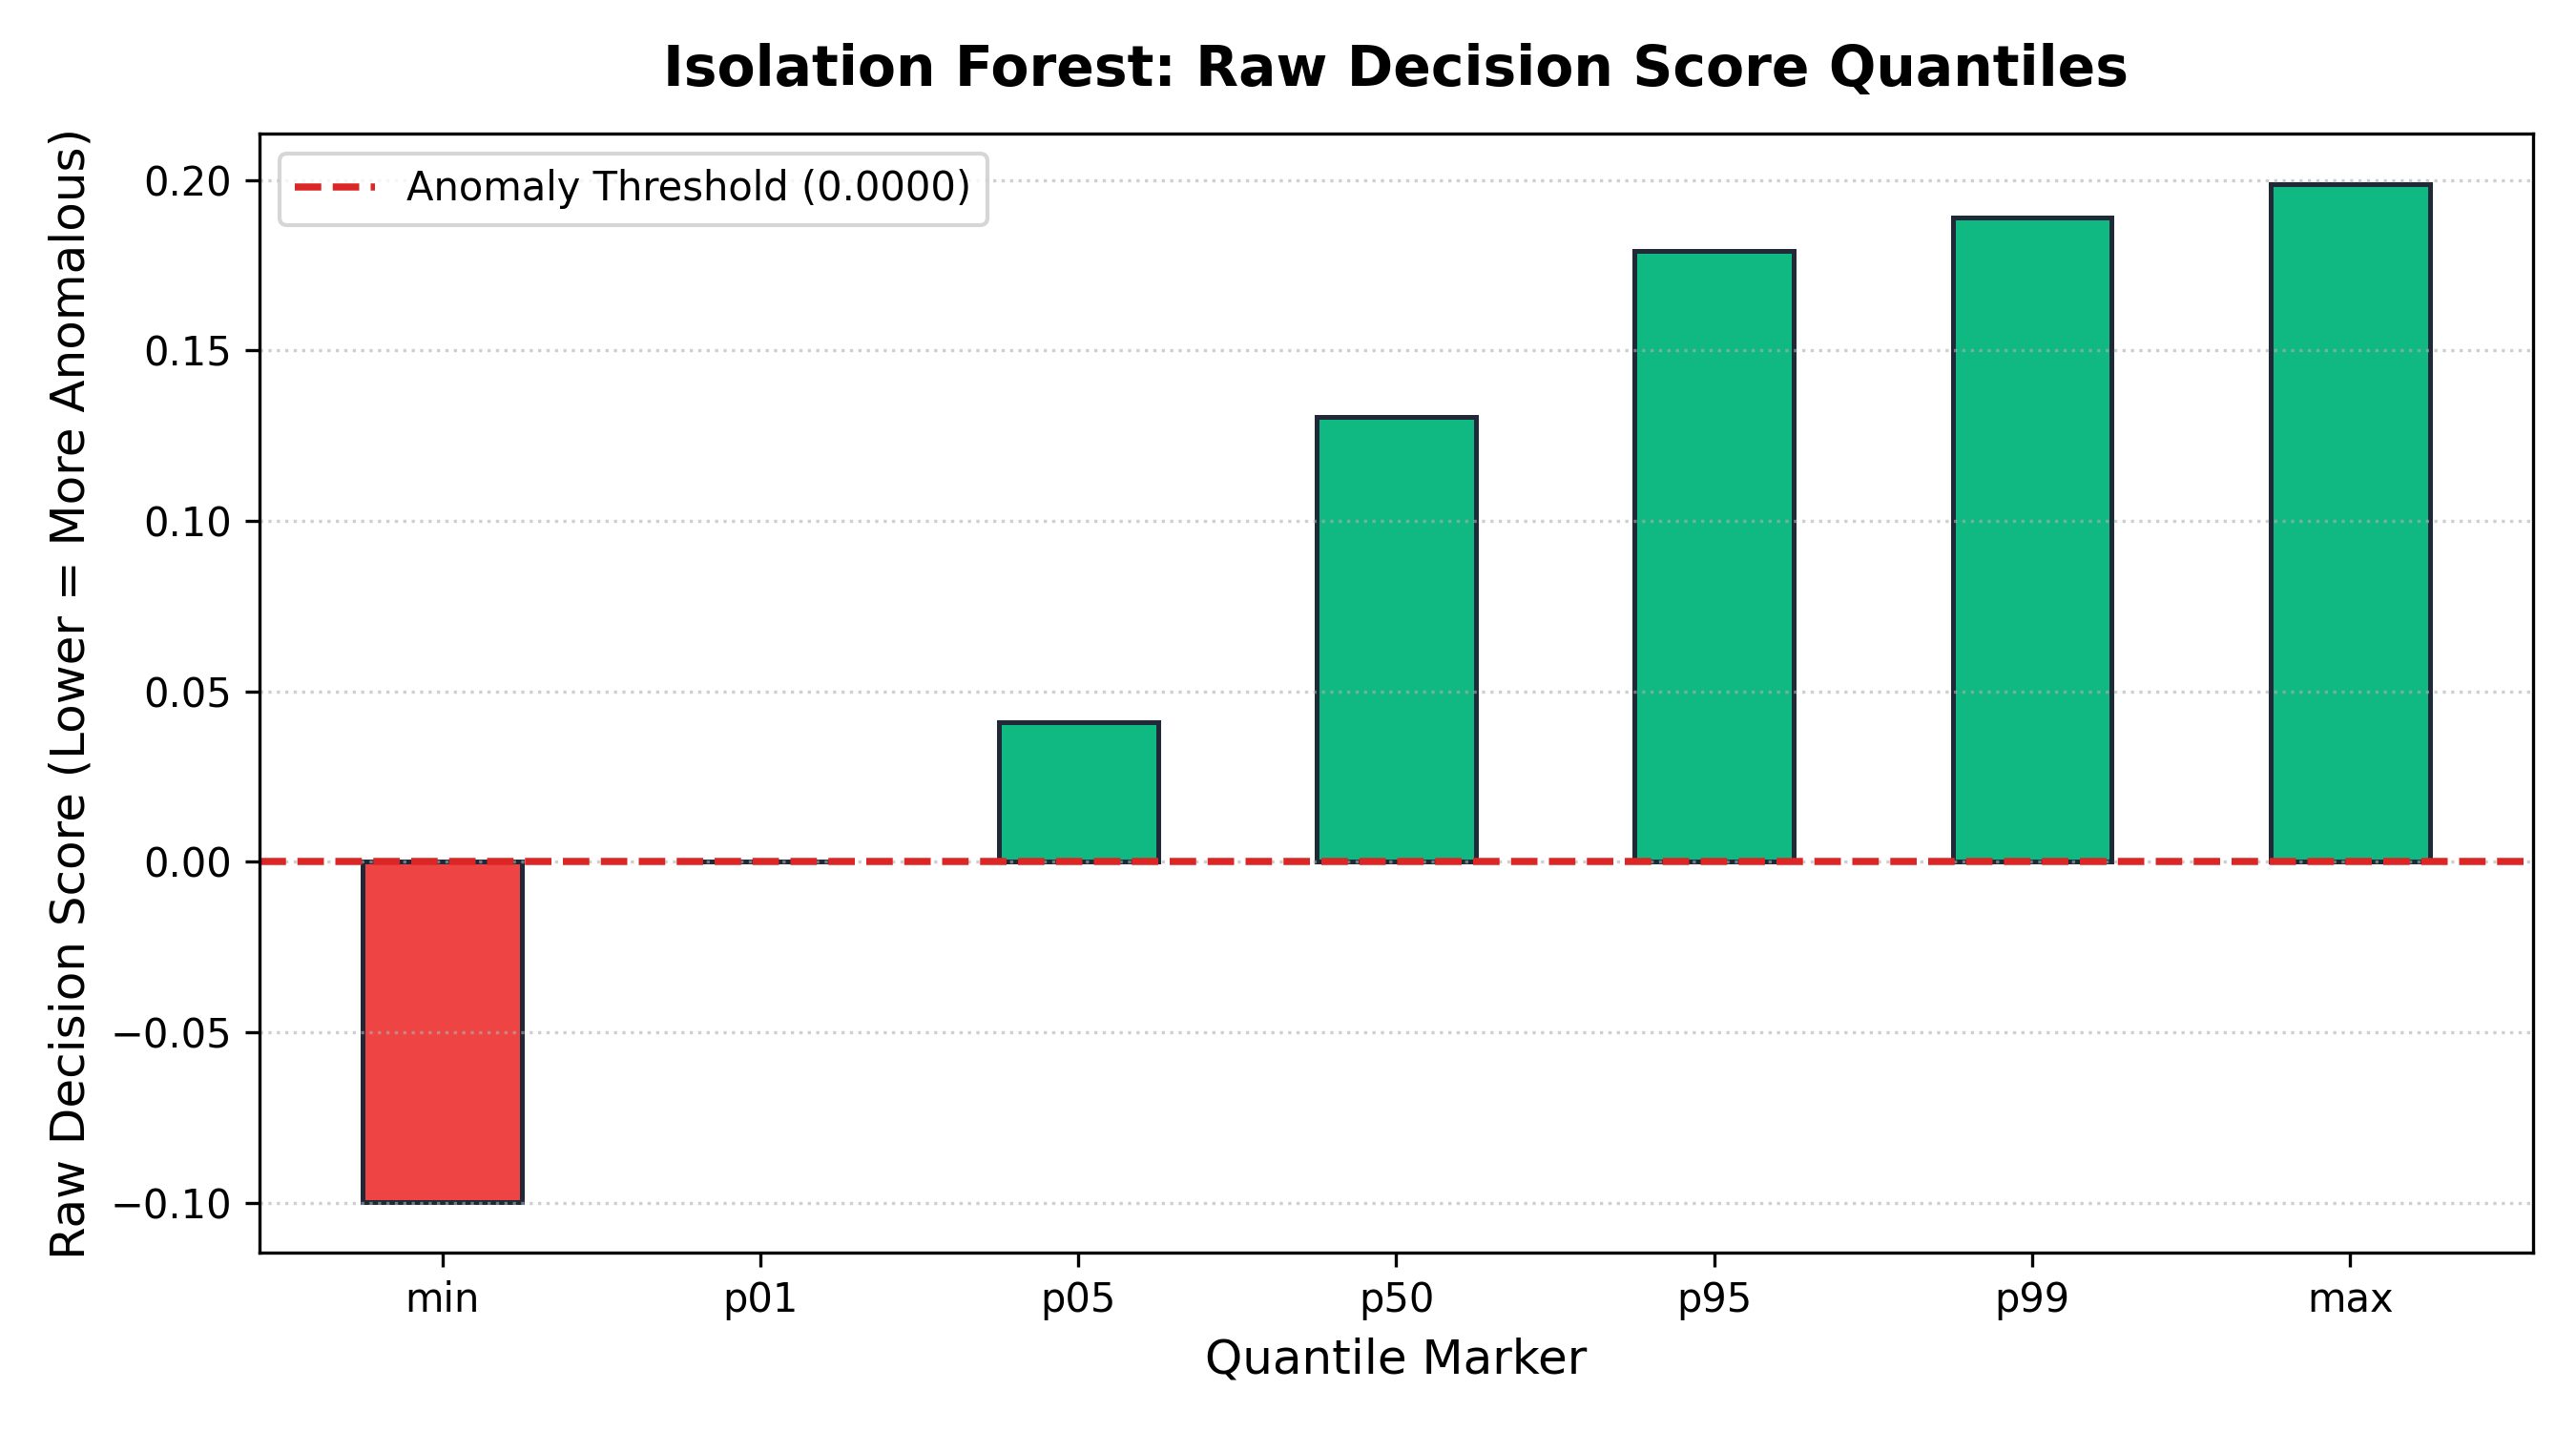 Isolation Forest: Raw Decision Score Quantiles
Raw Decision Score (Lower = More Anomalous)
Anomaly Threshold (0.0000)
0.20
0.15
0.10
0.05
0.00
−0.05
−0.10
min p01 p05 p50 p95 p99 max
Quantile Marker